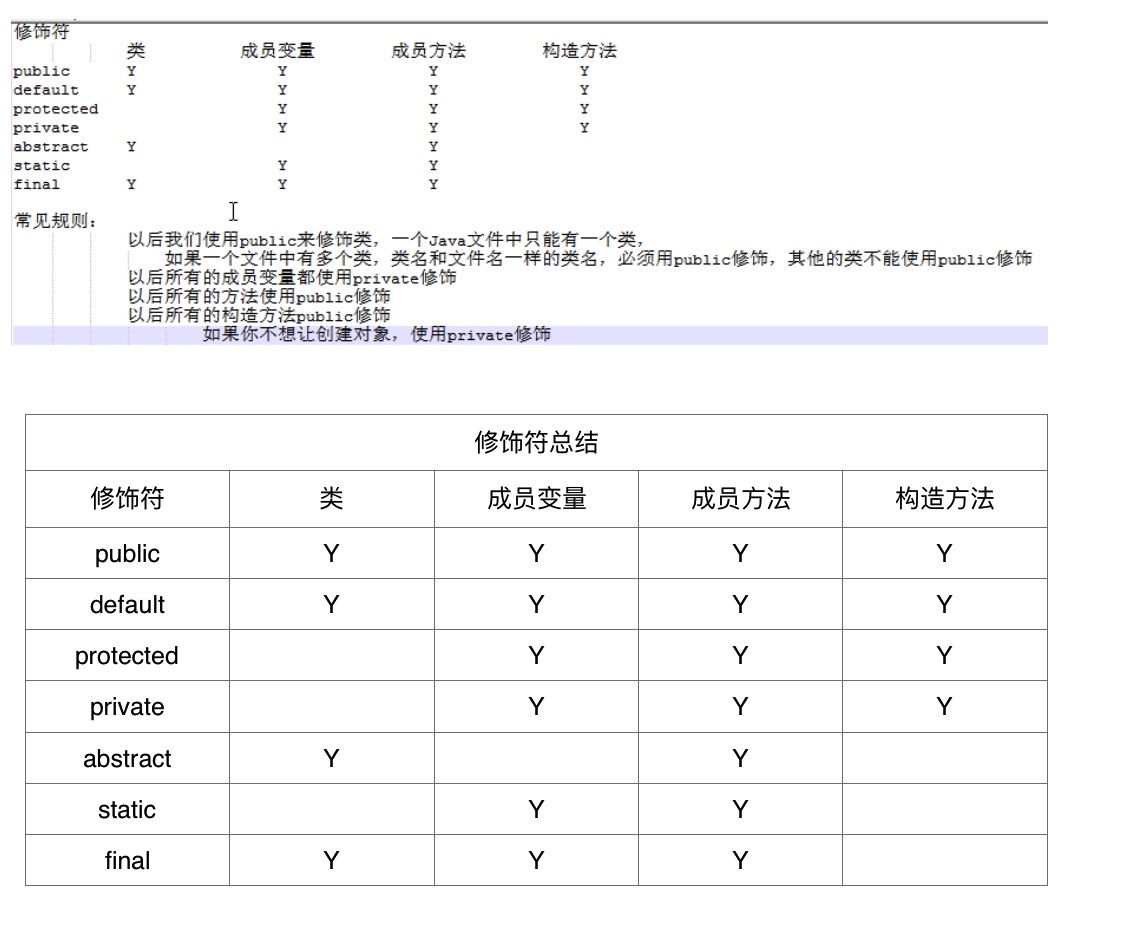 修饰符
类 成员变量 成员方法 构造方法
public Y Y Y Y
default Y Y Y Y
protected Y Y Y
private Y Y Y
abstract Y Y
static Y Y
final Y Y Y
常见规则：
以后我们使用public来修饰类，一个Java文件中只能有一个类，
如果一个文件中有多个类，类名和文件名一样的类名，必须用public修饰，其他的类不能使用public修饰
以后所有的成员变量都使用private修饰
以后所有的方法使用public修饰
以后所有的构造方法public修饰
如果你不想让创建对象，使用private修饰
修饰符总结
修饰符 类 成员变量 成员方法 构造方法
public Y Y Y Y
default Y Y Y Y
protected Y Y Y
private Y Y Y
abstract Y Y
static Y Y
final Y Y Y